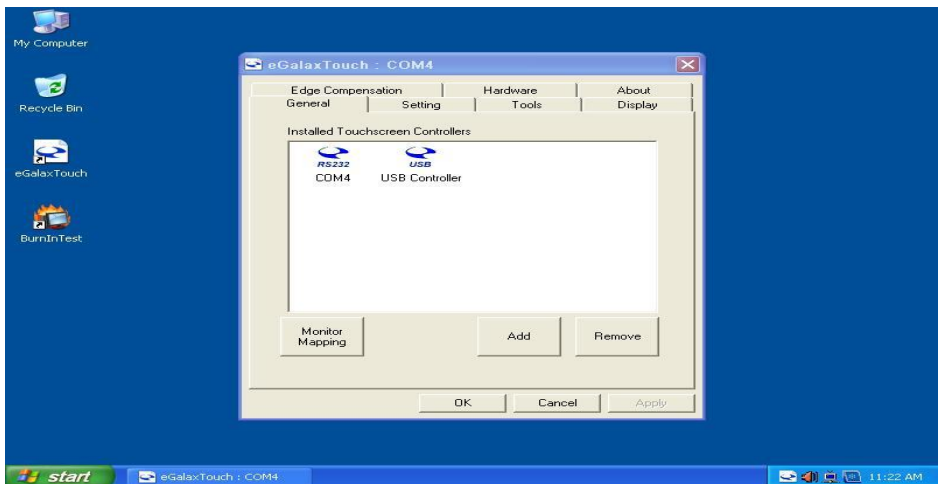 My Computer
Recycle Bin
eGalaxTouch
BurnInTest
eGalaxTouch : COM4
Edge Compensation Hardware About
General Setting Tools Display
Installed Touchscreen Controllers
RS232 USB
COM4 USB Controller
Monitor
Mapping
Add Remove
OK Cancel Apply
start eGalaxTouch : COM4 11:22 AM